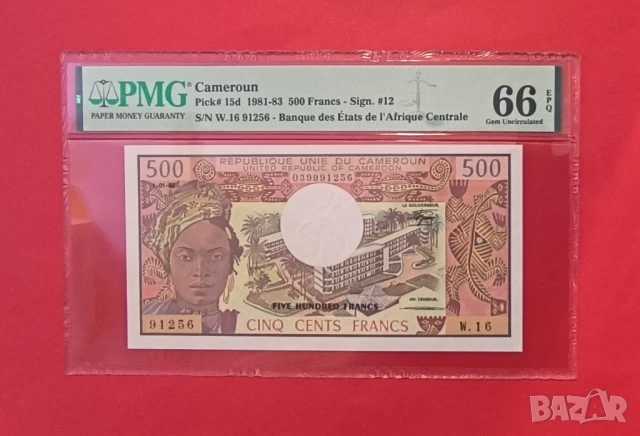 PMG
PAPER MONEY GUARANTY
Cameroun
Pick# 15d 1981-83 500 Francs - Sign. #12
S/N W.16 91256 - Banque des États de l'Afrique Centrale
66 EPQ
Gem Uncirculated
500 RÉPUBLIQUE UNIE DU CAMEROUN 500
UNITED REPUBLIC OF CAMEROON
039991256
LE GOUVERNEUR
UN CENSEUR
FIVE HUNDRED FRANCS
91256 CINQ CENTS FRANCS W.16
BAZAR
bazar.bg